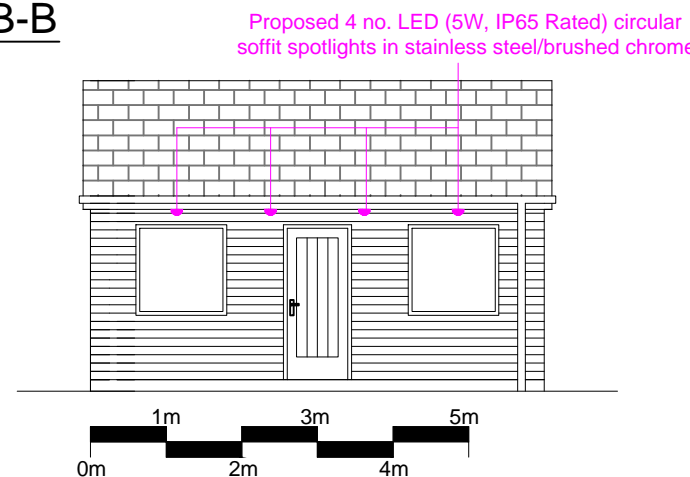 B-B
Proposed 4 no. LED (5W, IP65 Rated) circular
soffit spotlights in stainless steel/brushed chrome
1m 3m 5m
0m 2m 4m